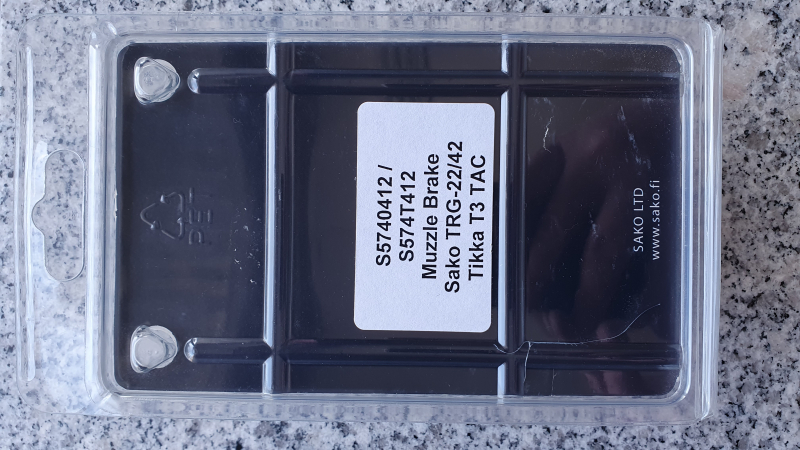 PET
S5740412 /
S574T412
Muzzle Brake
Sako TRG-22/42
Tikka T3 TAC
SAKO LTD
www.sako.fi